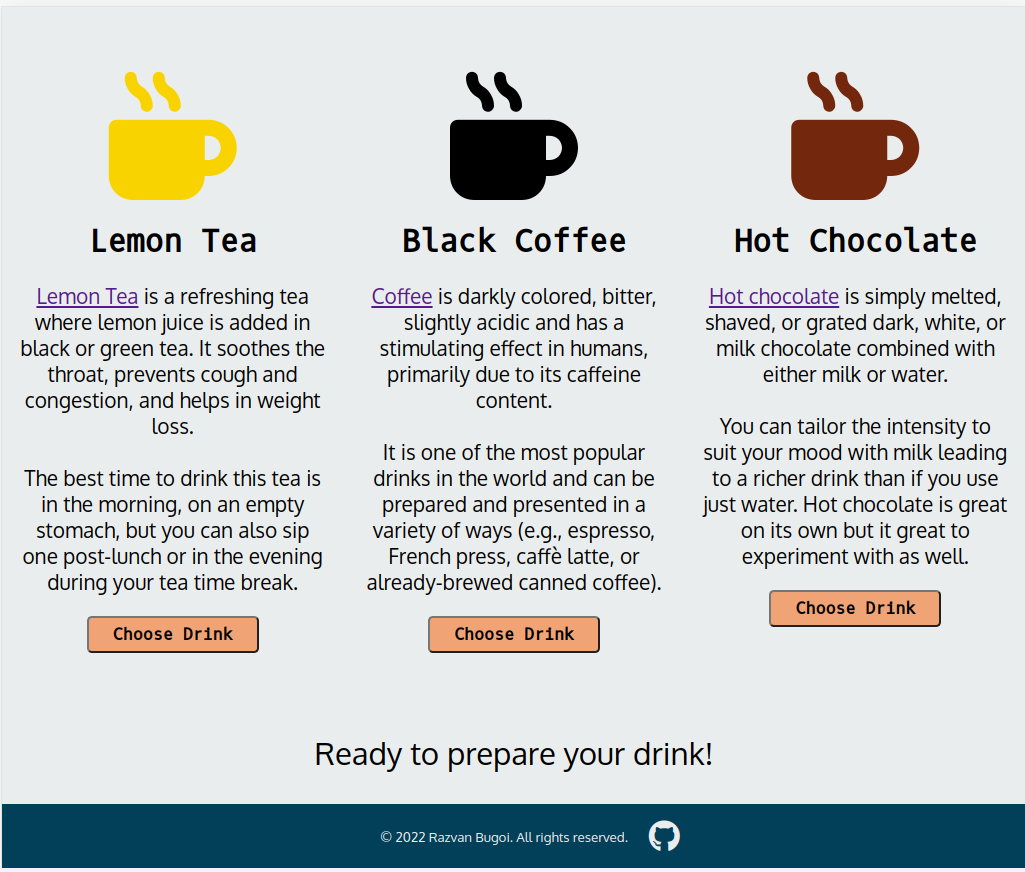 Lemon Tea
Lemon Tea is a refreshing tea
where lemon juice is added in
black or green tea. It soothes the
throat, prevents cough and
congestion, and helps in weight
loss.
The best time to drink this tea is
in the morning, on an empty
stomach, but you can also sip
one post-lunch or in the evening
during your tea time break.
Choose Drink
Black Coffee
Coffee is darkly colored, bitter,
slightly acidic and has a
stimulating effect in humans,
primarily due to its caffeine
content.
It is one of the most popular
drinks in the world and can be
prepared and presented in a
variety of ways (e.g., espresso,
French press, caffè latte, or
already-brewed canned coffee).
Choose Drink
Hot Chocolate
Hot chocolate is simply melted,
shaved, or grated dark, white, or
milk chocolate combined with
either milk or water.
You can tailor the intensity to
suit your mood with milk leading
to a richer drink than if you use
just water. Hot chocolate is great
on its own but it great to
experiment with as well.
Choose Drink
Ready to prepare your drink!
© 2022 Razvan Bugoi. All rights reserved.